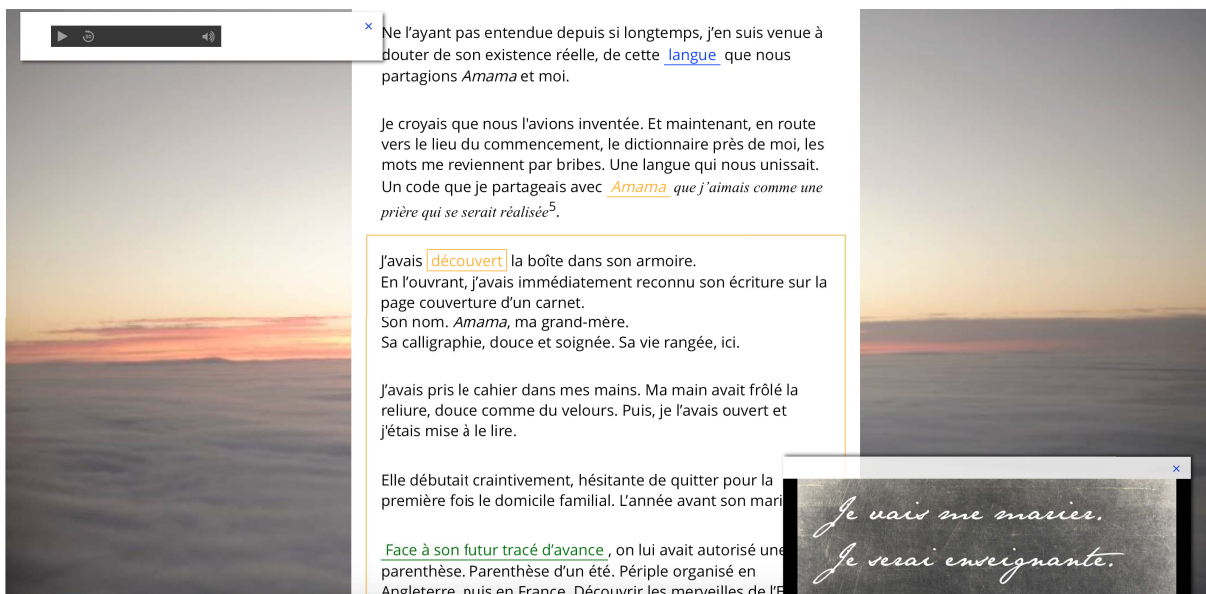 Ne l’ayant pas entendue depuis si longtemps, j’en suis venue à
douter de son existence réelle, de cette langue que nous
partagions Amama et moi.
Je croyais que nous l'avions inventée. Et maintenant, en route
vers le lieu du commencement, le dictionnaire près de moi, les
mots me reviennent par bribes. Une langue qui nous unissait.
Un code que je partageais avec Amama que j’aimais comme une
prière qui se serait réalisée5.
J’avais découvert la boîte dans son armoire.
En l’ouvrant, j’avais immédiatement reconnu son écriture sur la
page couverture d’un carnet.
Son nom. Amama, ma grand-mère.
Sa calligraphie, douce et soignée. Sa vie rangée, ici.
J’avais pris le cahier dans mes mains. Ma main avait frôlé la
reliure, douce comme du velours. Puis, je l’avais ouvert et
j'étais mise à le lire.
Elle débutait craintivement, hésitante de quitter pour la
première fois le domicile familial. L’année avant son mari
Face à son futur tracé d’avance , on lui avait autorisé une
parenthèse. Parenthèse d’un été. Périple organisé en
Angleterre, puis en France. Découvrir les merveilles de l’E
Je vais me marier.
Je serai enseignante.